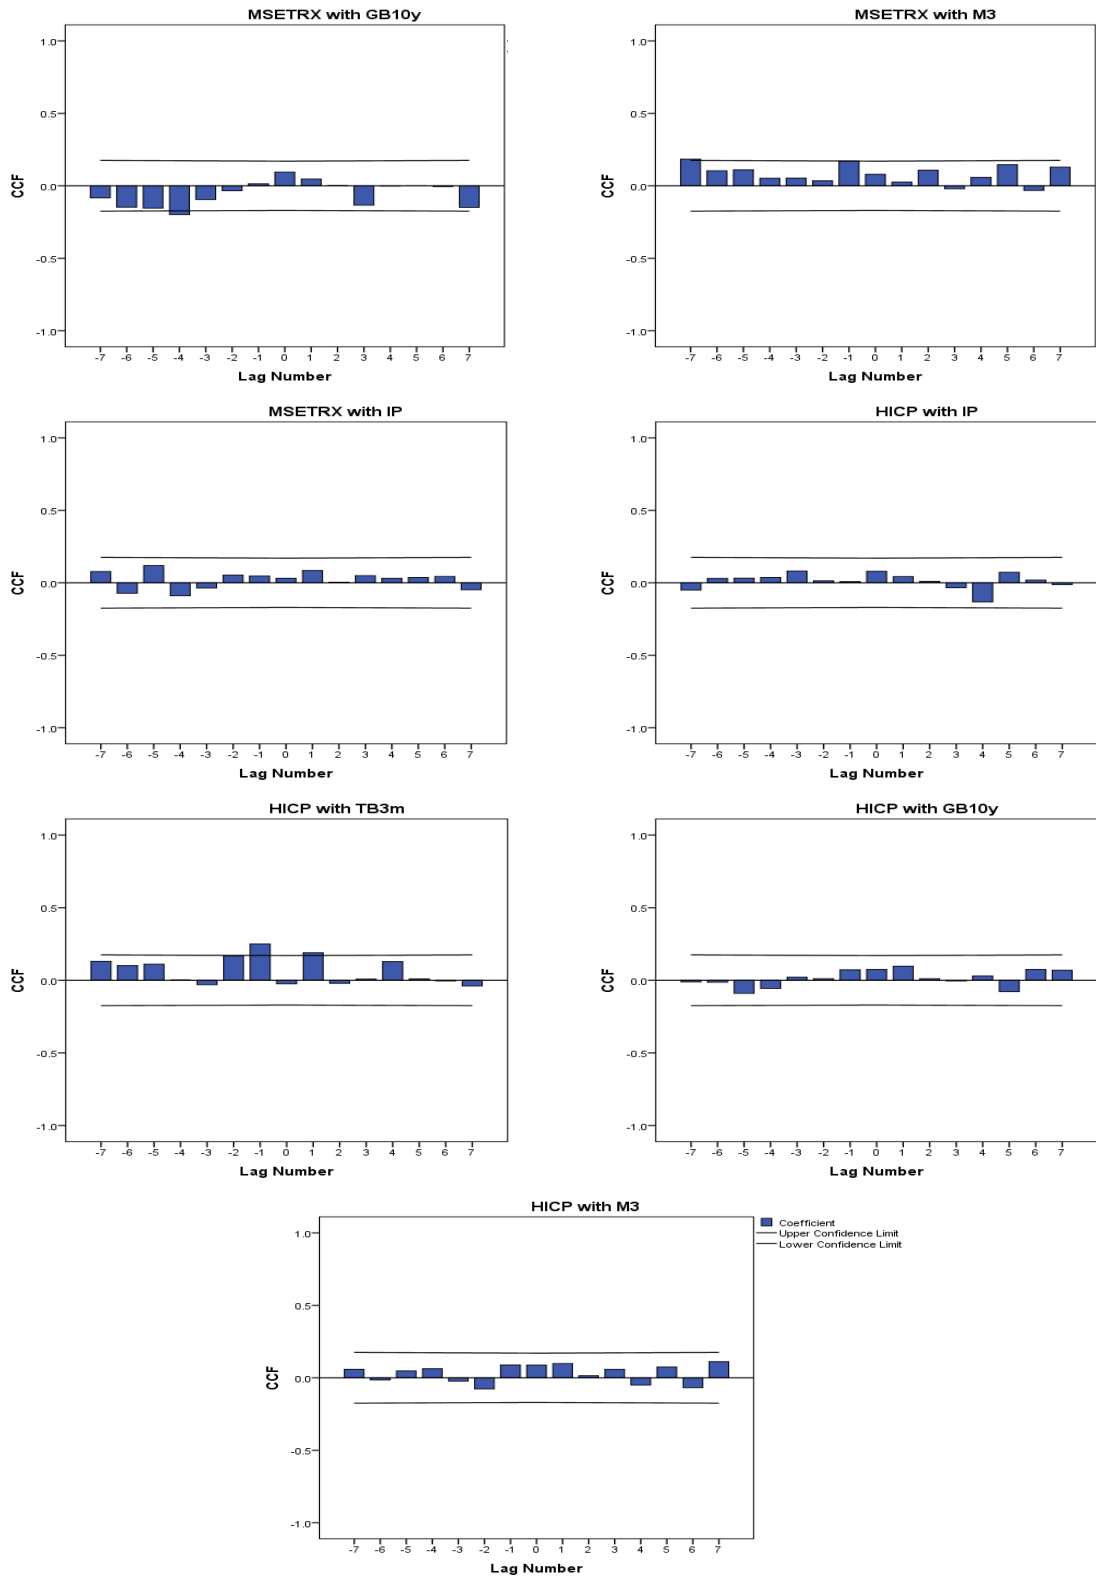 MSETRX with GB10y
1.0
0.5
0.0
-0.5
-1.0
CCF
-7 -6 -5 -4 -3 -2 -1 0 1 2 3 4 5 6 7
Lag Number
MSETRX with M3
1.0
0.5
0.0
-0.5
-1.0
CCF
-7 -6 -5 -4 -3 -2 -1 0 1 2 3 4 5 6 7
Lag Number
MSETRX with IP
1.0
0.5
0.0
-0.5
-1.0
CCF
-7 -6 -5 -4 -3 -2 -1 0 1 2 3 4 5 6 7
Lag Number
HICP with IP
1.0
0.5
0.0
-0.5
-1.0
CCF
-7 -6 -5 -4 -3 -2 -1 0 1 2 3 4 5 6 7
Lag Number
HICP with TB3m
1.0
0.5
0.0
-0.5
-1.0
CCF
-7 -6 -5 -4 -3 -2 -1 0 1 2 3 4 5 6 7
Lag Number
HICP with GB10y
1.0
0.5
0.0
-0.5
-1.0
CCF
-7 -6 -5 -4 -3 -2 -1 0 1 2 3 4 5 6 7
Lag Number
HICP with M3
1.0
0.5
0.0
-0.5
-1.0
CCF
-7 -6 -5 -4 -3 -2 -1 0 1 2 3 4 5 6 7
Lag Number
Coefficient
Upper Confidence Limit
Lower Confidence Limit